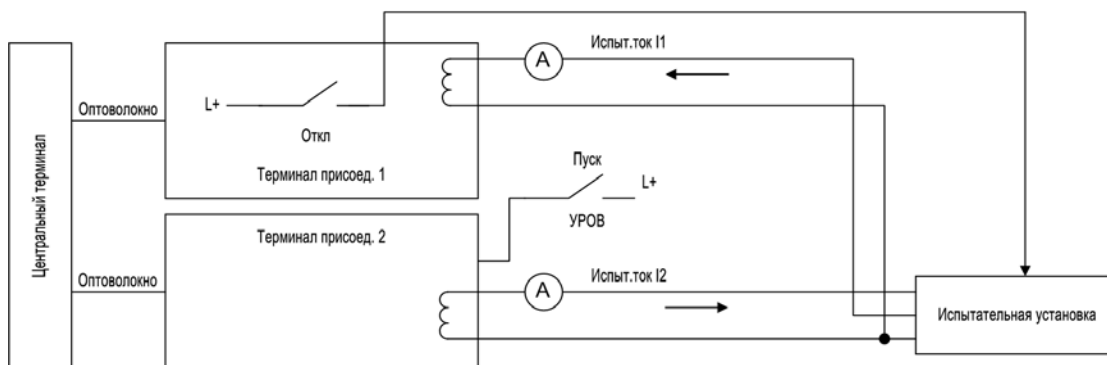 Центральный терминал
Оптоволокно
L+
Откл
Терминал присоед. 1
А
Испыт.ток I1
Пуск
L+
УРОВ
Терминал присоед. 2
Оптоволокно
А
Испыт.ток I2
Испытательная установка